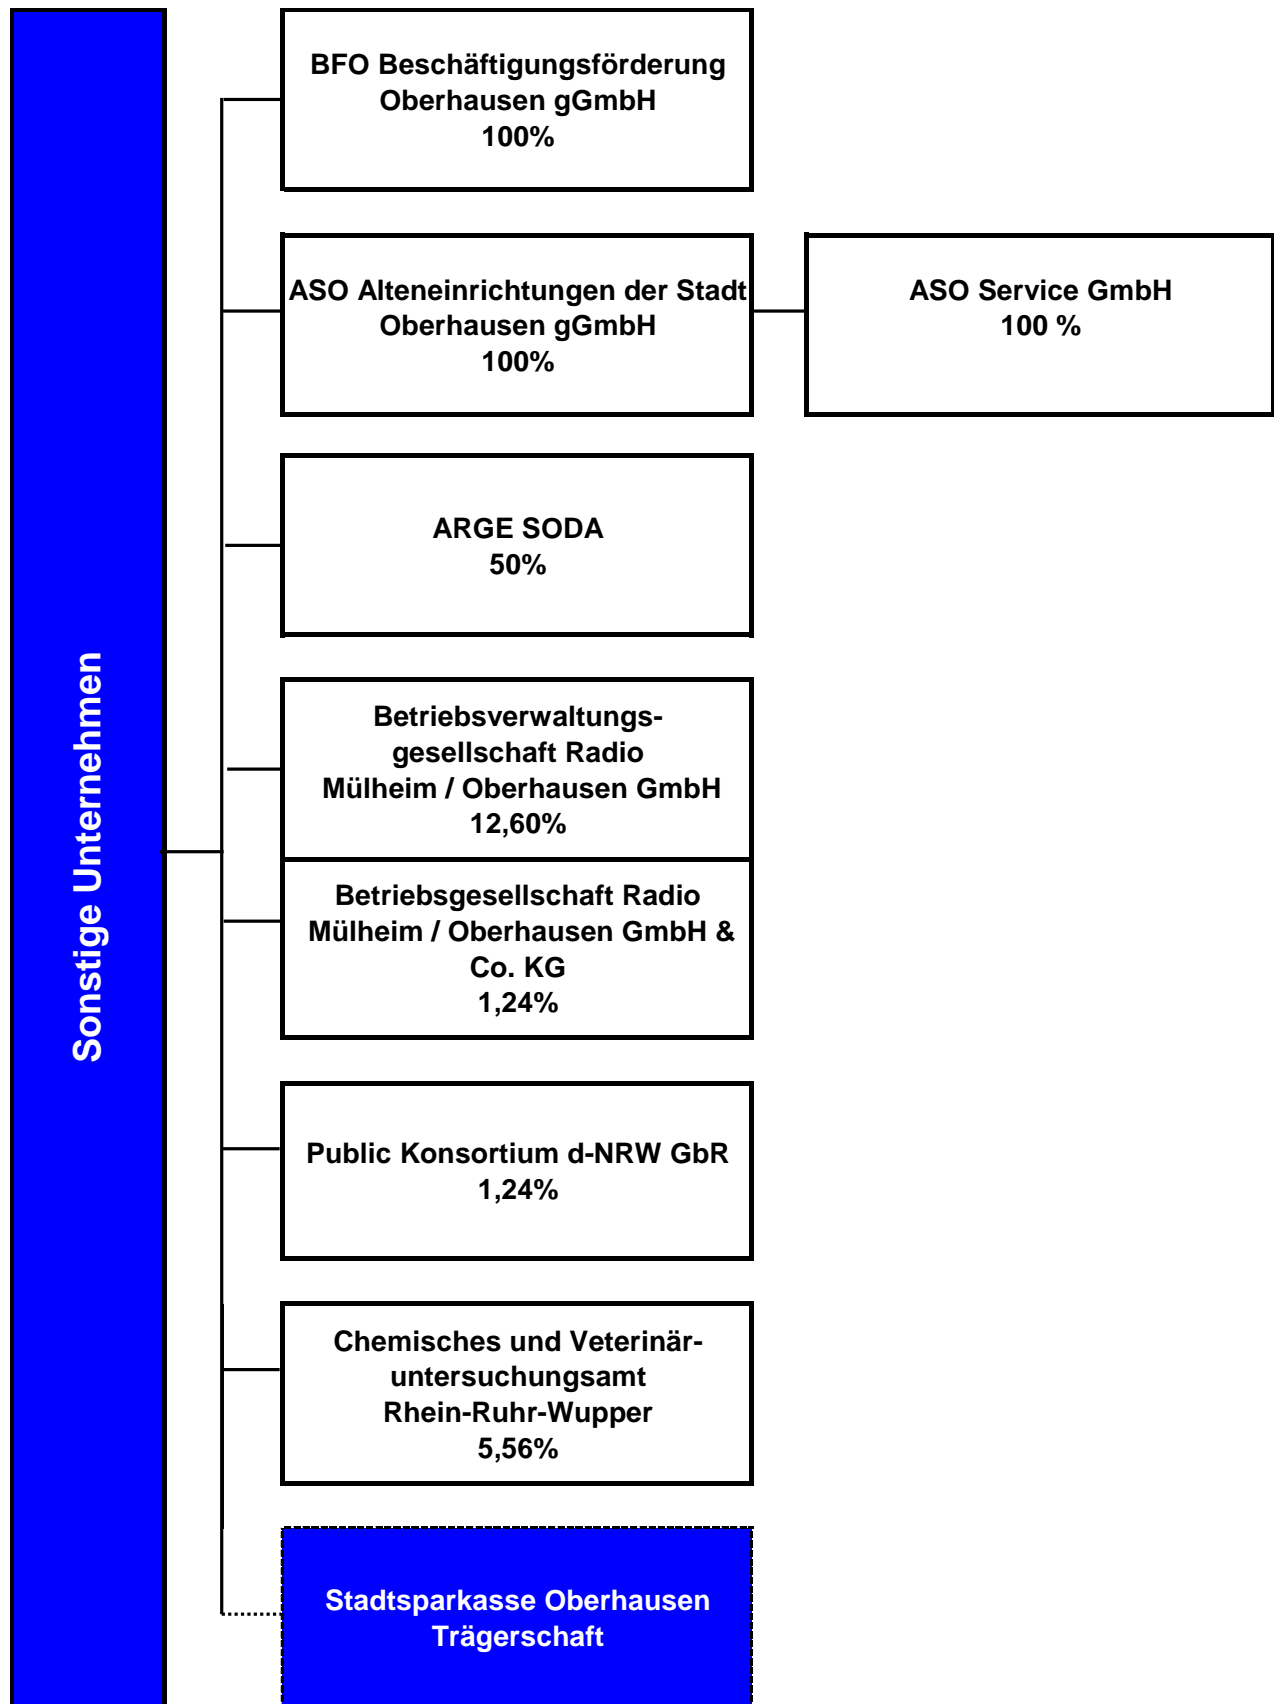 Sonstige Unternehmen
BFO Beschäftigungsförderung
Oberhausen gGmbH
100%
ASO Alteneinrichtungen der Stadt
Oberhausen gGmbH
100%
ASO Service GmbH
100 %
ARGE SODA
50%
Betriebsverwaltungs-
gesellschaft Radio
Mülheim / Oberhausen GmbH
12,60%
Betriebsgesellschaft Radio
Mülheim / Oberhausen GmbH &
Co. KG
1,24%
Public Konsortium d-NRW GbR
1,24%
Chemisches und Veterinär-
untersuchungsamt
Rhein-Ruhr-Wupper
5,56%
Stadtsparkasse Oberhausen
Trägerschaft